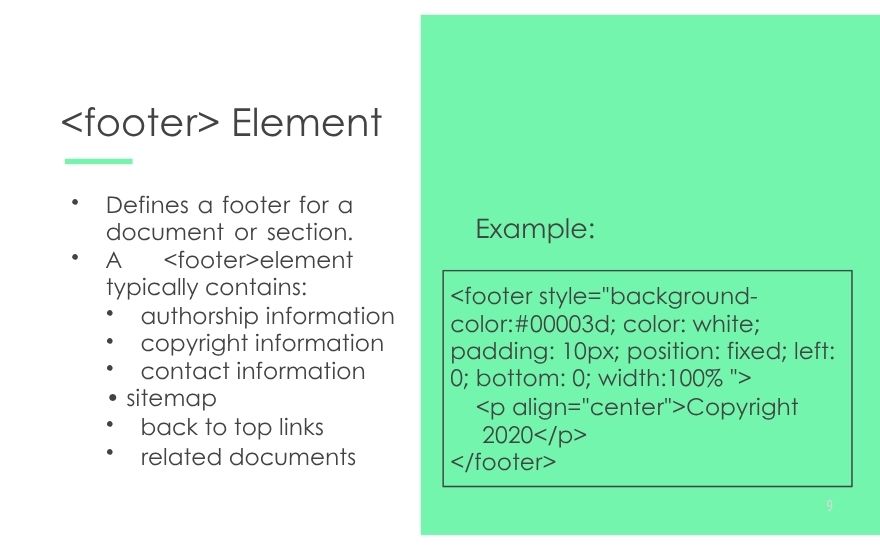 <footer> Element
• Defines a footer for a
document or section.
• A <footer>element
typically contains:
• authorship information
• copyright information
• contact information
• sitemap
• back to top links
• related documents
Example:
<footer style="background-
color:#00003d; color: white;
padding: 10px; position: fixed; left:
0; bottom: 0; width:100% ">
<p align="center">Copyright
2020</p>
</footer>
9